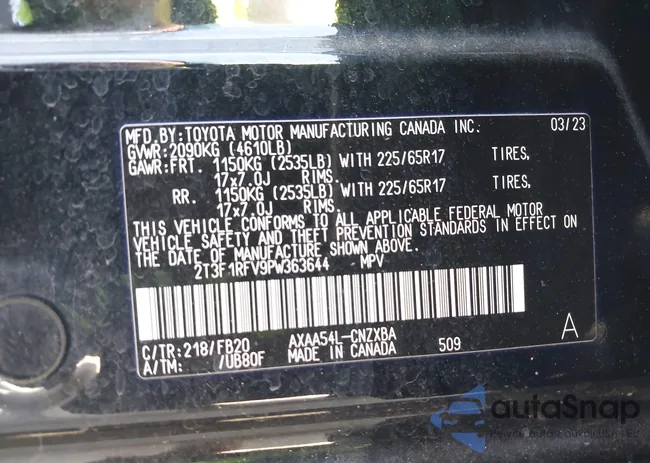 MFD.BY:TOYOTA MOTOR MANUFACTURING CANADA INC. 03/23
GVWR:2090KG (4610LB)
GAWR:FRT. 1150KG (2535LB) WITH 225/65R17 TIRES,
17x7.0J RIMS
RR. 1150KG (2535LB) WITH 225/65R17 TIRES,
17x7.0J RIMS
THIS VEHICLE CONFORMS TO ALL APPLICABLE FEDERAL MOTOR
VEHICLE SAFETY AND THEFT PREVENTION STANDARDS IN EFFECT ON
THE DATE OF MANUFACTURE SHOWN ABOVE.
2T3F1RFV9PW363644 MPV
C/TR:218/FB20 AXAA54L-CNZXBA A
A/TM: /UB80F MADE IN CANADA 509
autaSnap